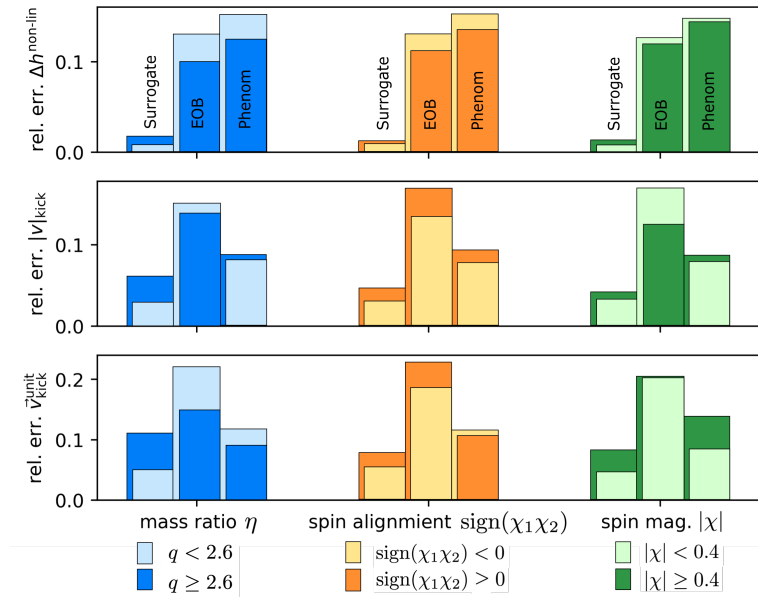 rel. err. Δh^non-lin
0.1
0.0
Surrogate
EOB
Phenom
Surrogate
EOB
Phenom
Surrogate
EOB
Phenom
rel. err. |v|_kick
0.1
0.0
rel. err. v⃗^unit_kick
0.2
0.1
0.0
mass ratio η
spin alignmient sign(χ₁χ₂)
spin mag. |χ|
q < 2.6
q ≥ 2.6
sign(χ₁χ₂) < 0
sign(χ₁χ₂) > 0
|χ| < 0.4
|χ| ≥ 0.4